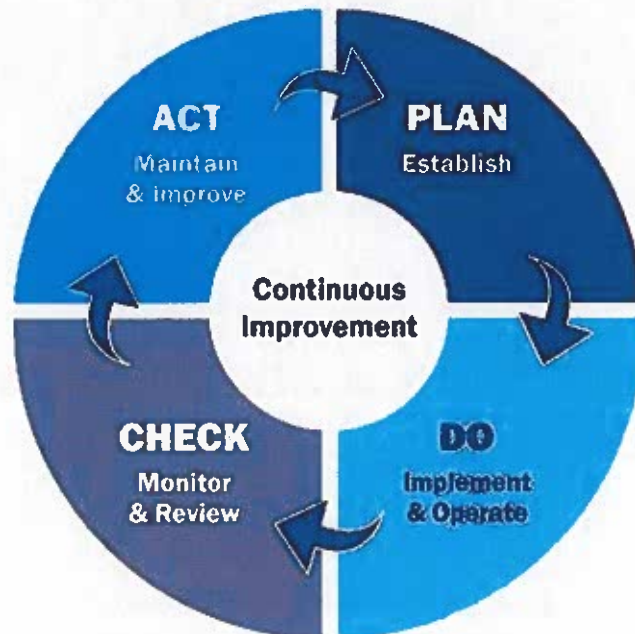 ACT
Maintain
& improve
PLAN
Establish
Continuous
Improvement
CHECK
Monitor
& Review
DO
Implement
& Operate